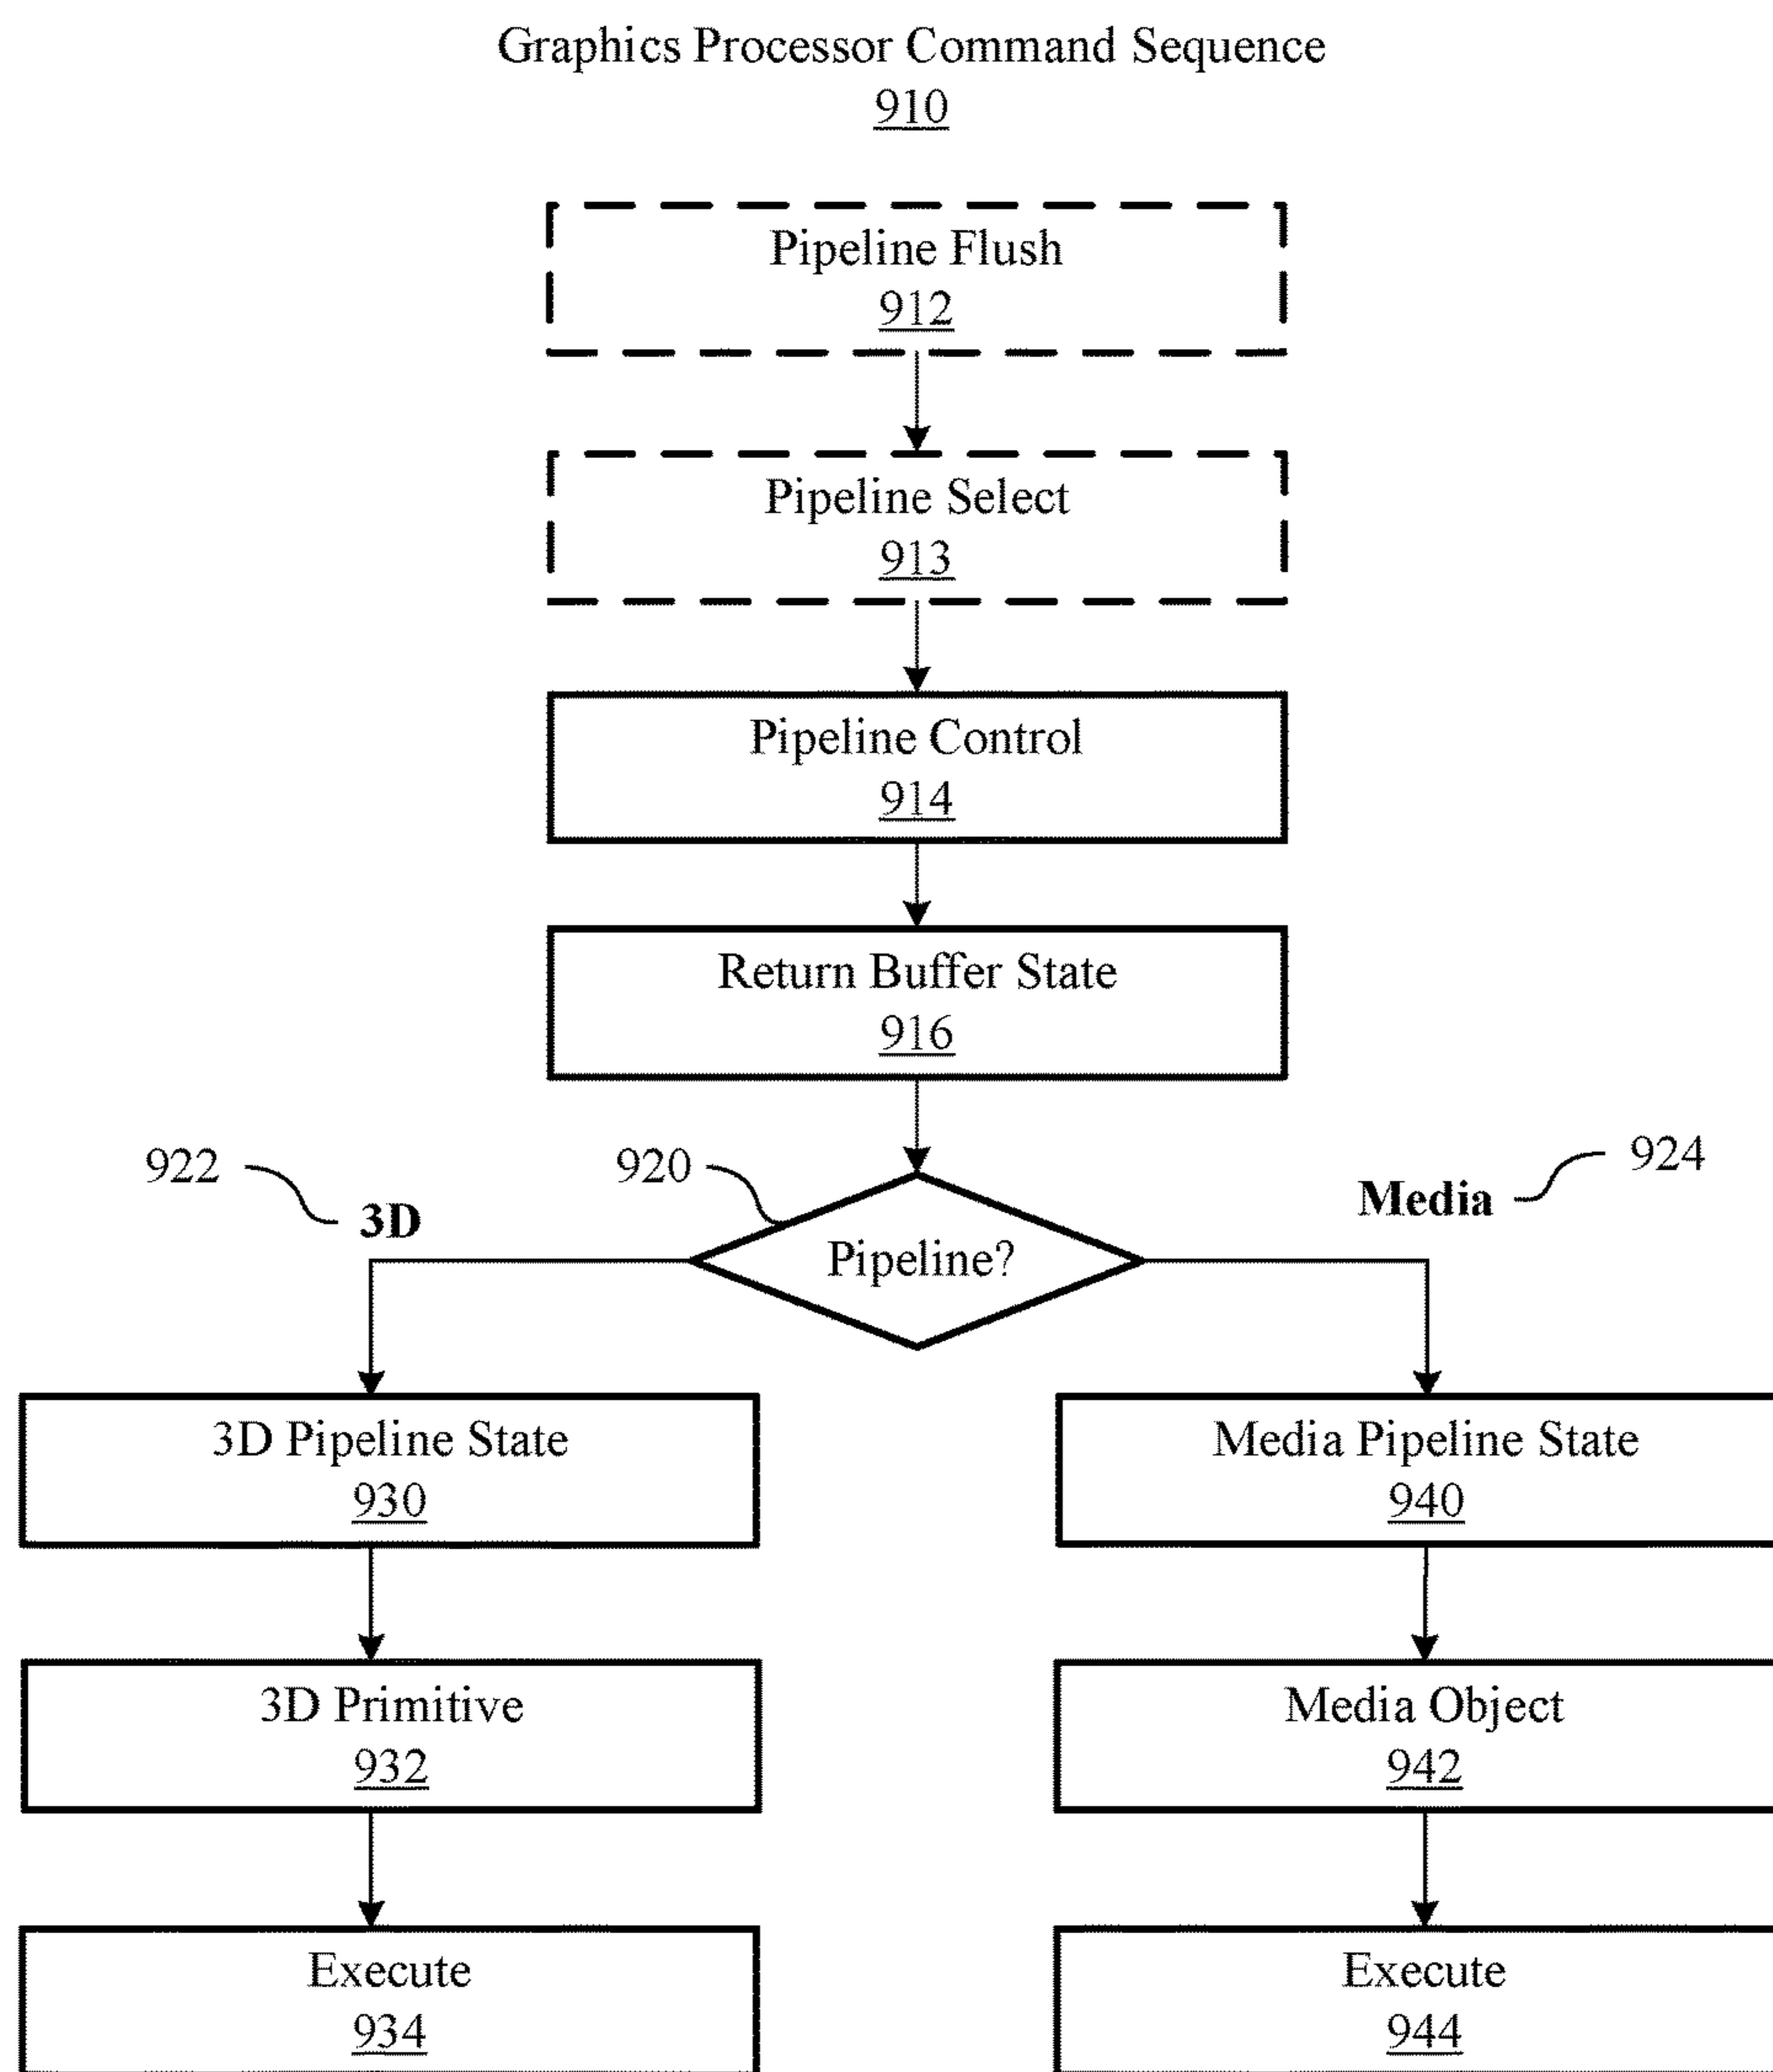 Graphics Processor Command Sequence
910
Pipeline Flush
912
Pipeline Select
913
Pipeline Control
914
Return Buffer State
916
922
920
924
3D
Media
Pipeline?
3D Pipeline State
930
Media Pipeline State
940
3D Primitive
932
Media Object
942
Execute
934
Execute
944